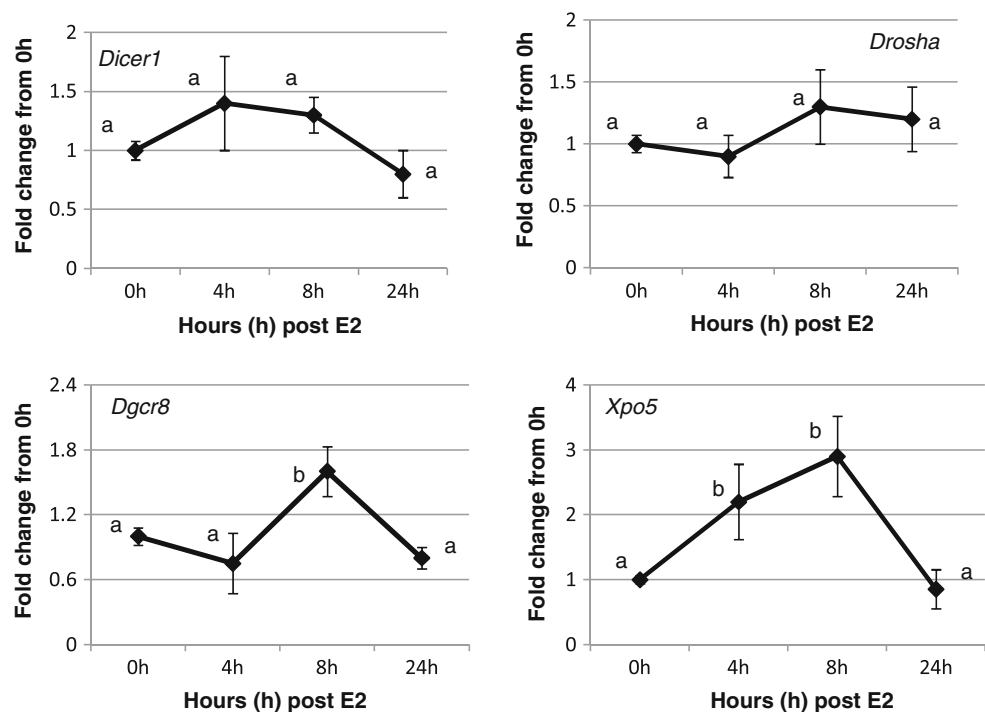 Dicer1
Fold change from 0h
2
1.5
1
0.5
0
a
a
a
a
0h
4h
8h
24h
Hours (h) post E2
Drosha
Fold change from 0h
2
1.5
1
0.5
0
a
a
a
a
0h
4h
8h
24h
Hours (h) post E2
Dgcr8
Fold change from 0h
2.4
1.8
1.2
0.6
0
a
a
b
a
0h
4h
8h
24h
Hours (h) post E2
Xpo5
Fold change from 0h
4
3
2
1
0
a
b
b
a
0h
4h
8h
24h
Hours (h) post E2